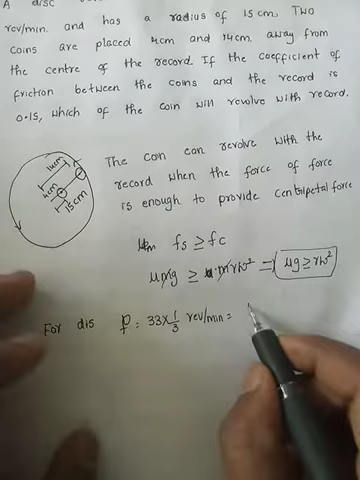 A disc
rev/min. and has a radius of 15 cm. Two
coins are placed 4cm and 14cm away from
the centre of the record. If the coefficient of
friction between the coins and the record is
0.15, which of the coin will revolve with record.
The coin can revolve with the
record when the force of force
is enough to provide centripetal force
14cm
4cm
15cm
fs ≥ fc
μmg ≥ mrω² ⇒ μg ≥ rω²
For dis = 33×1/3 rev/min =